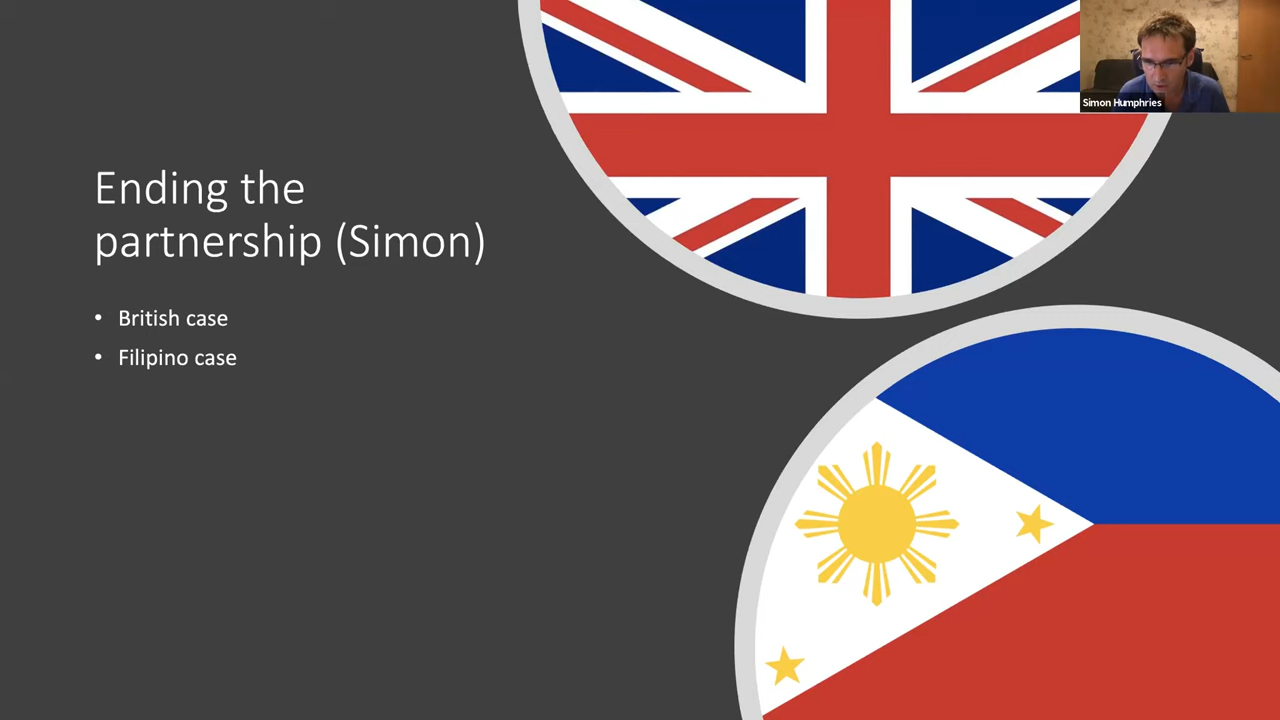 Ending the
partnership (Simon)
• British case
• Filipino case
Simon Humphries